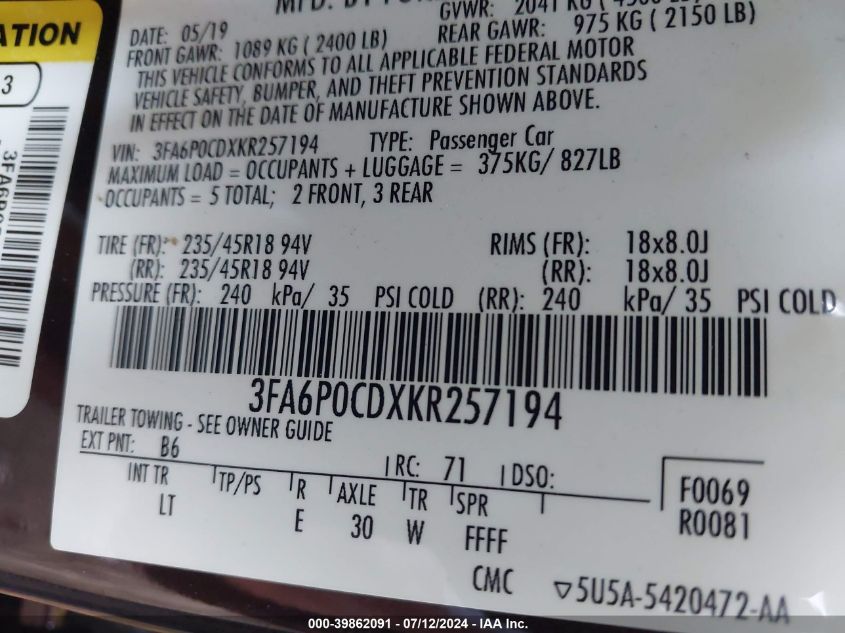 ATION
3
MFD. BY FOR
DATE: 05/19
GVWR: 2041 KG
FRONT GAWR: 1089 KG ( 2400 LB)
REAR GAWR: 975 KG ( 2150 LB)
THIS VEHICLE CONFORMS TO ALL APPLICABLE FEDERAL MOTOR
VEHICLE SAFETY, BUMPER, AND THEFT PREVENTION STANDARDS
IN EFFECT ON THE DATE OF MANUFACTURE SHOWN ABOVE.
VIN: 3FA6P0CDXKR257194 TYPE: Passenger Car
MAXIMUM LOAD = OCCUPANTS + LUGGAGE = 375KG/ 827LB
OCCUPANTS = 5 TOTAL; 2 FRONT, 3 REAR
TIRE (FR): 235/45R18 94V RIMS (FR): 18x8.0J
(RR): 235/45R18 94V (RR): 18x8.0J
PRESSURE (FR): 240 kPa/ 35 PSI COLD (RR): 240 kPa/ 35 PSI COLD
3FA6P0CDXKR257194
TRAILER TOWING - SEE OWNER GUIDE
EXT PNT: B6 RC: 71 DSO:
INT TR TP/PS R AXLE TR SPR
LT E 30 W FFFF
F0069
R0081
CMC
▽5U5A-5420472-AA
000-39862091 - 07/12/2024 - IAAI.com